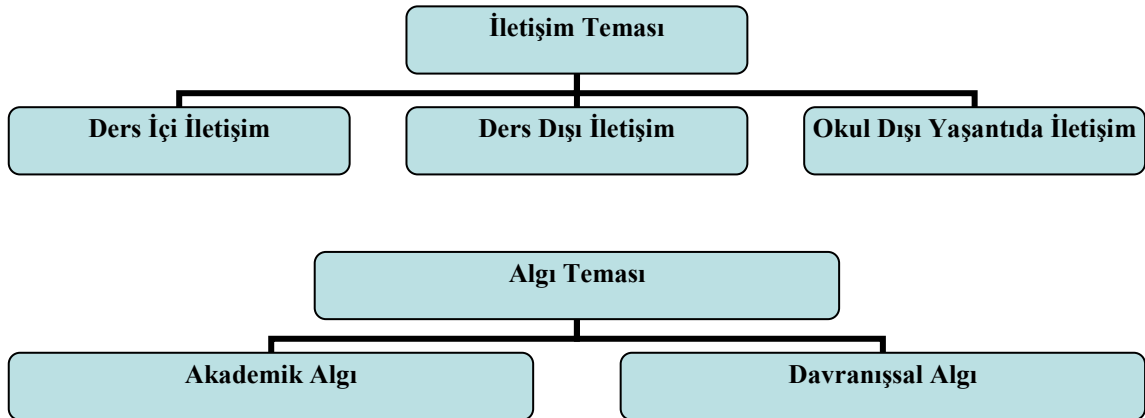 İletişim Teması
Ders İçi İletişim
Ders Dışı İletişim
Okul Dışı Yaşantıda İletişim
Algı Teması
Akademik Algı
Davranışsal Algı